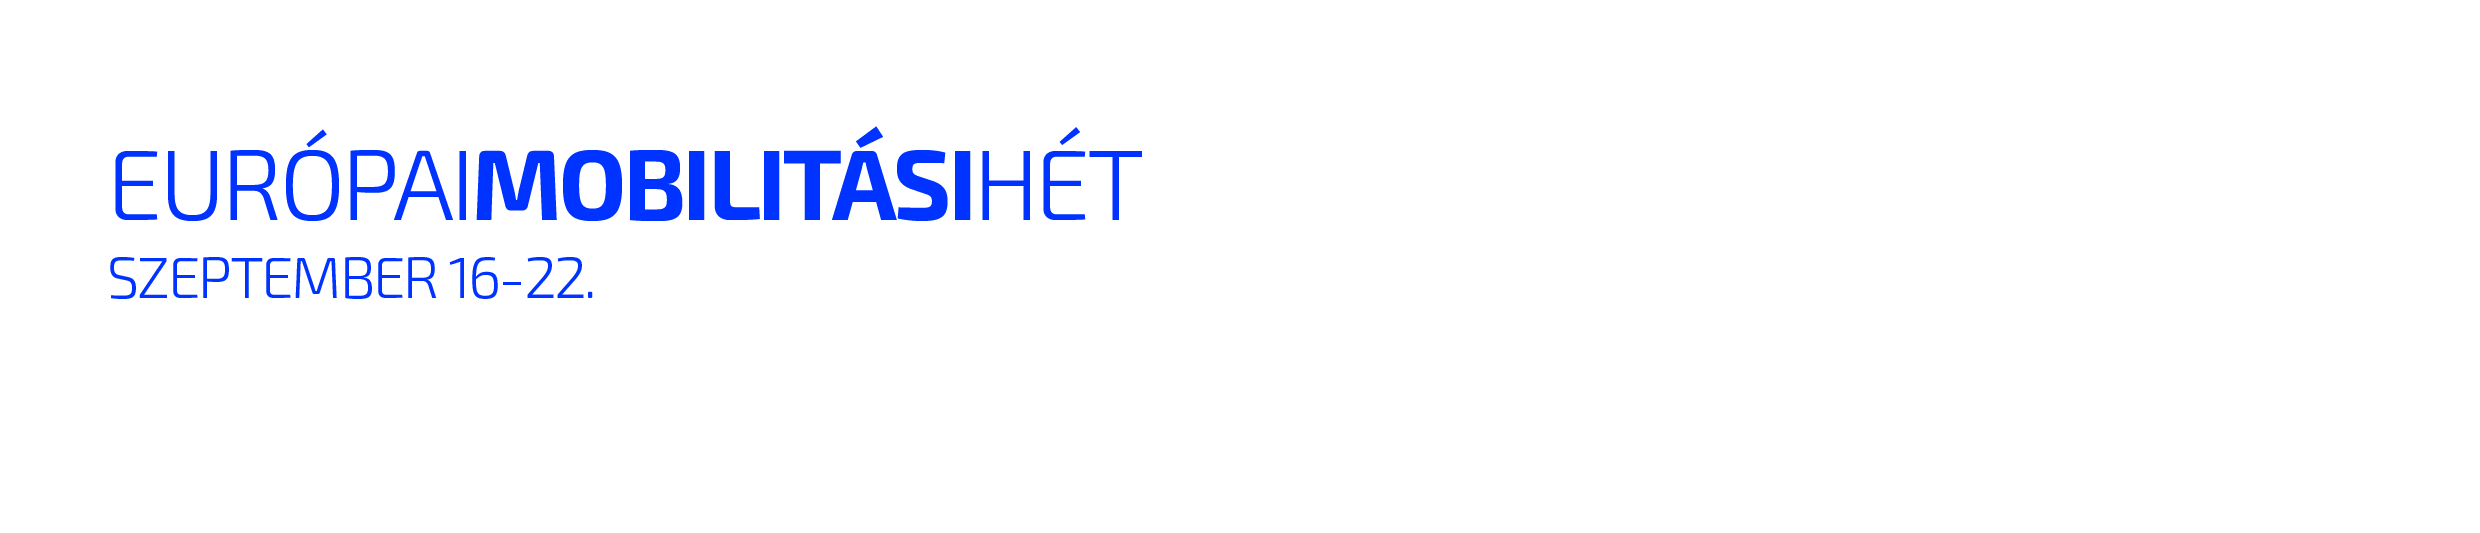 EURÓPAIMOBILITÁSIHÉT
SZEPTEMBER 16-22.